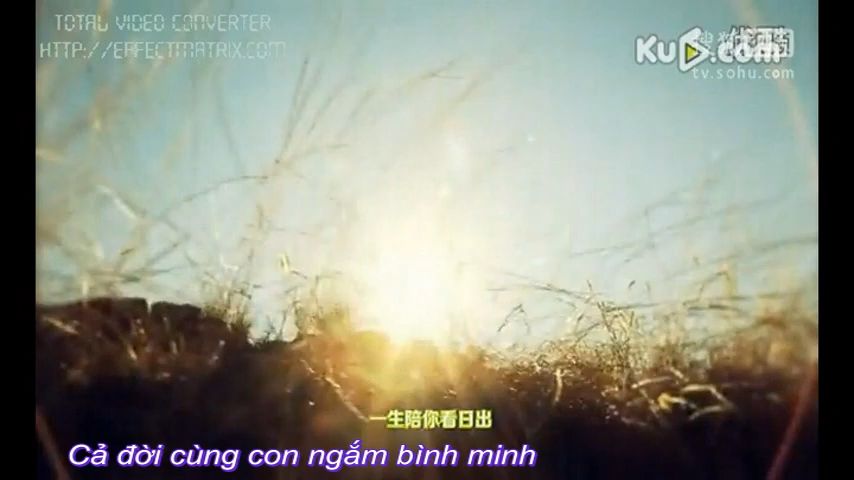 TOTAL VIDEO CONVERTER
HTTP://EFFECTMATRIX.COM
Ku6.com
tv.sohu.com
一生陪你看日出
Cả đời cùng con ngắm bình minh